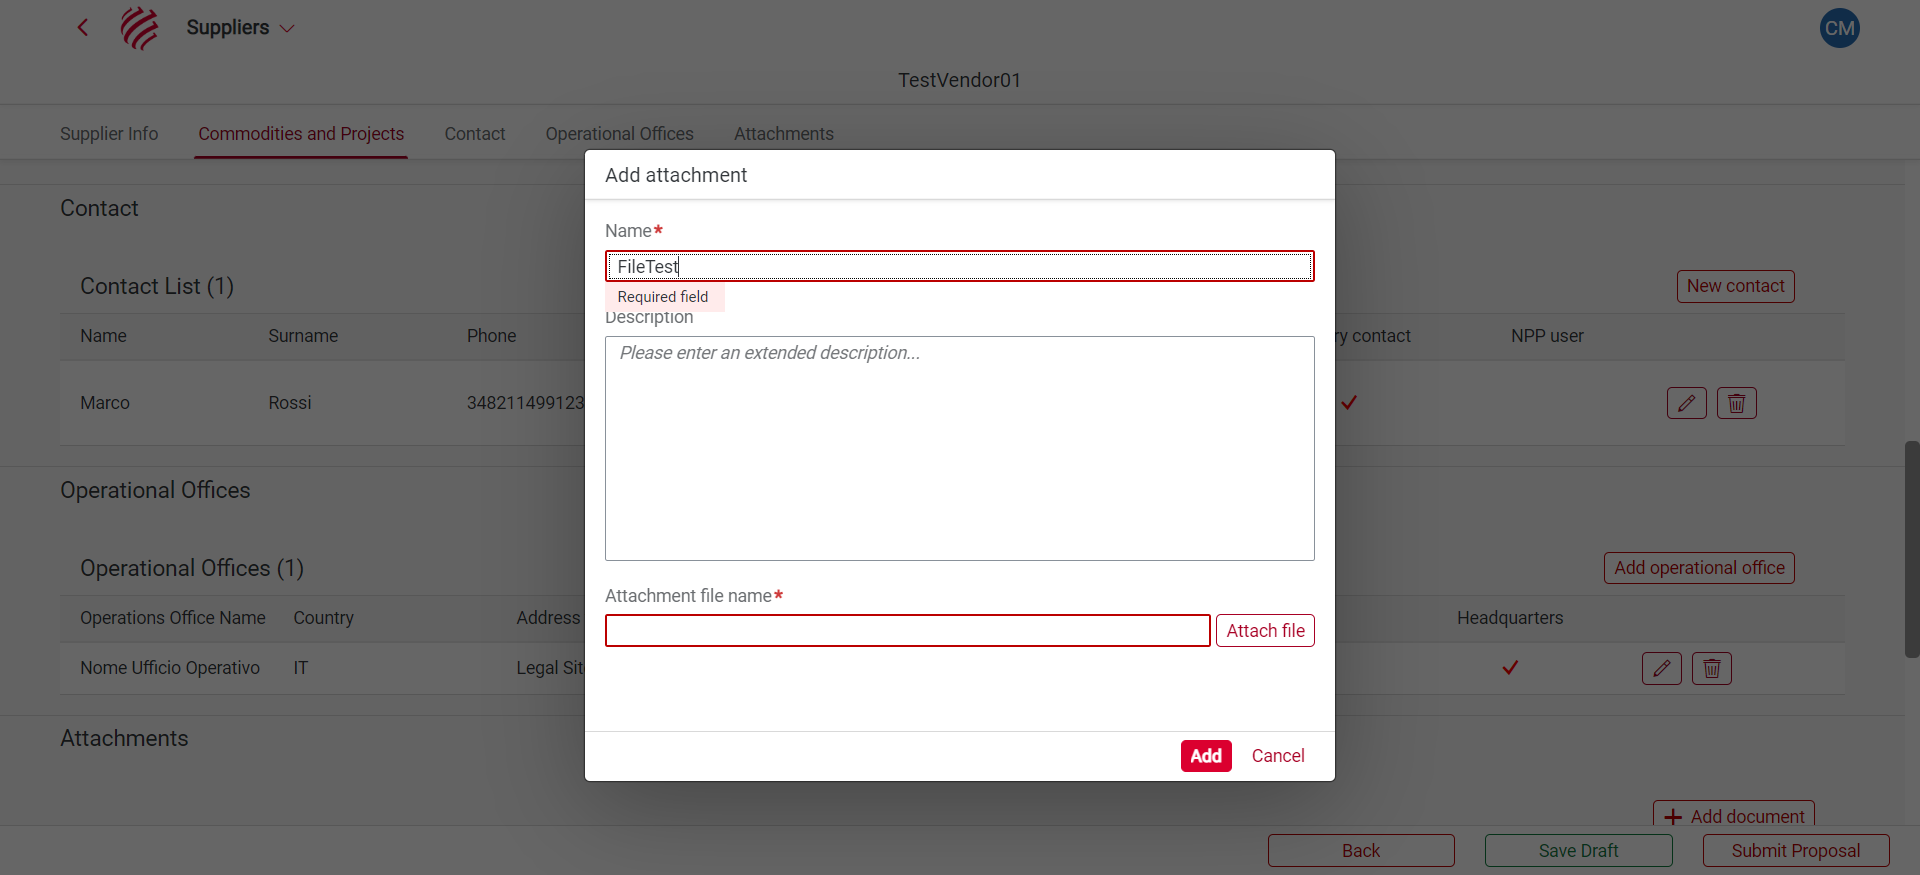 Suppliers
CM
TestVendor01
Supplier Info Commodities and Projects Contact Operational Offices Attachments
Add attachment
Name*
FileTest
Required field
Description
Please enter an extended description...
Attachment file name*
Attach file
Add Cancel
Contact
Contact List (1) New contact
Name Surname Phone ry contact NPP user
Marco Rossi 348211499123
Operational Offices
Operational Offices (1) Add operational office
Operations Office Name Country Address Headquarters
Nome Ufficio Operativo IT Legal Sit
Attachments
Add document
Back Save Draft Submit Proposal